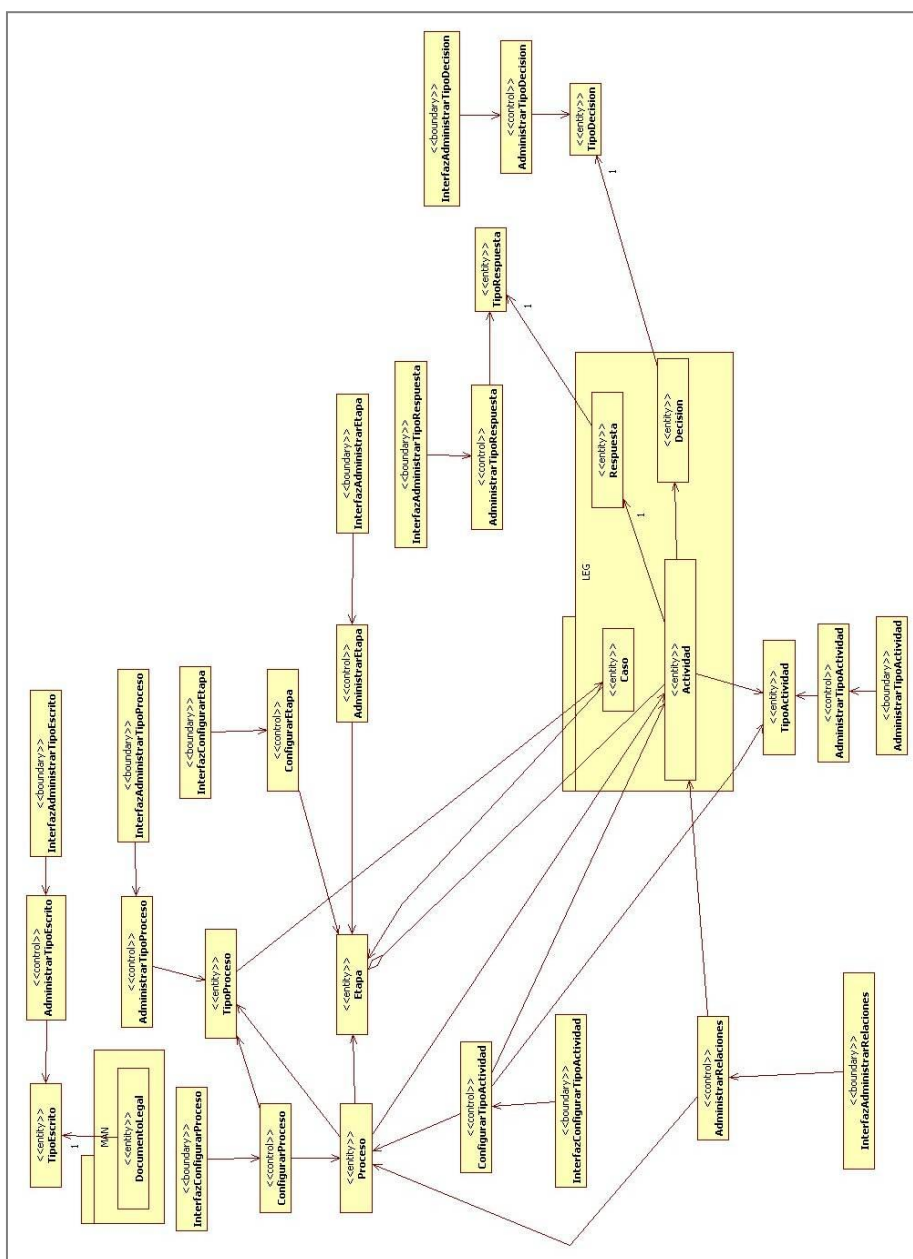 <<entity>>
TipoEscrito
<<control>>
AdministrarTipoEscrito
<<boundary>>
InterfazAdministrarTipoEscrito
1
MAN
<<entity>>
DocumentoLegal
<<control>>
AdministrarTipoProceso
<<boundary>>
InterfazAdministrarTipoProceso
<<boundary>>
InterfazConfigurarProceso
<<entity>>
TipoProceso
<<boundary>>
InterfazConfigurarEtapa
<<control>>
ConfigurarProceso
<<control>>
ConfigurarEtapa
<<entity>>
Proceso
<<entity>>
Etapa
<<control>>
AdministrarEtapa
<<boundary>>
InterfazAdministrarEtapa
<<boundary>>
InterfazAdministrarTipoRespuesta
<<boundary>>
InterfazAdministrarTipoDecision
<<control>>
ConfigurarTipoActividad
<<control>>
AdministrarTipoRespuesta
<<entity>>
TipoRespuesta
<<control>>
AdministrarTipoDecision
1
<<boundary>>
InterfazConfigurarTipoActividad
<<entity>>
TipoDecision
1
LEG
<<entity>>
Caso
<<entity>>
Respuesta
1
<<entity>>
Actividad
<<entity>>
Decision
<<control>>
AdministrarRelaciones
<<entity>>
TipoActividad
<<control>>
AdministrarTipoActividad
<<boundary>>
InterfazAdministrarRelaciones
<<boundary>>
AdministrarTipoActividad